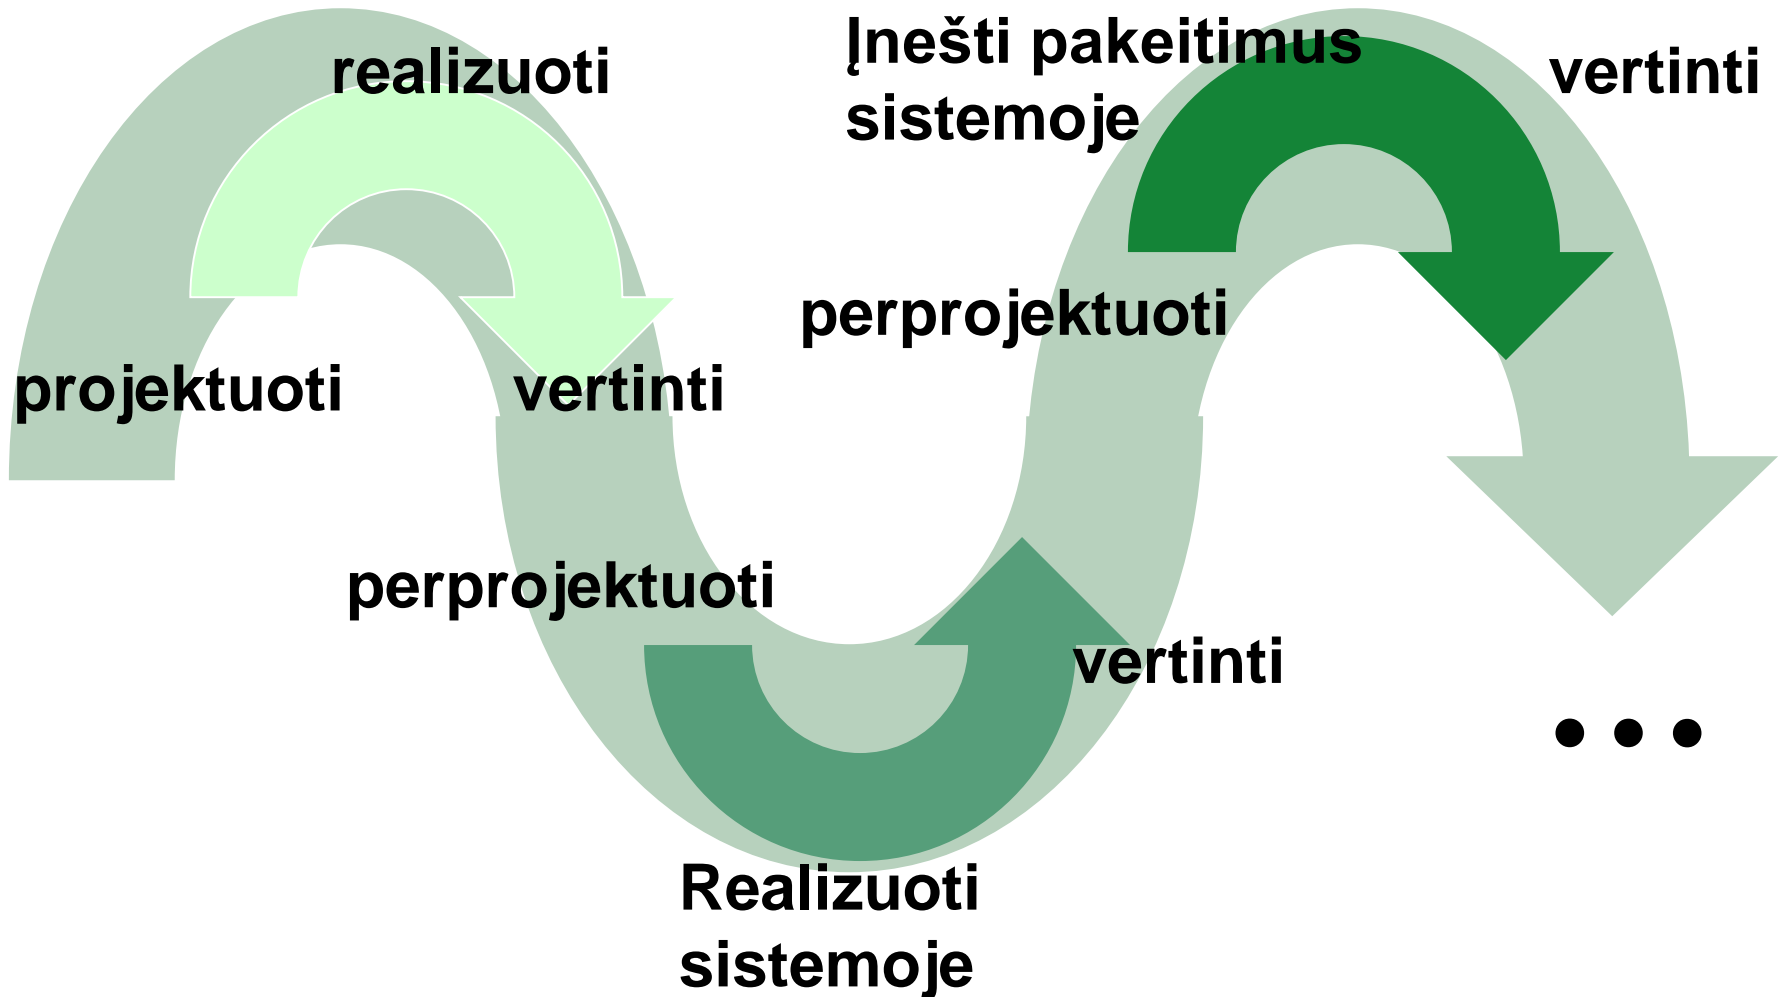 realizuoti
Įnešti pakeitimus
sistemoje
vertinti
perprojektuoti
projektuoti
vertinti
perprojektuoti
vertinti
...
Realizuoti
sistemoje